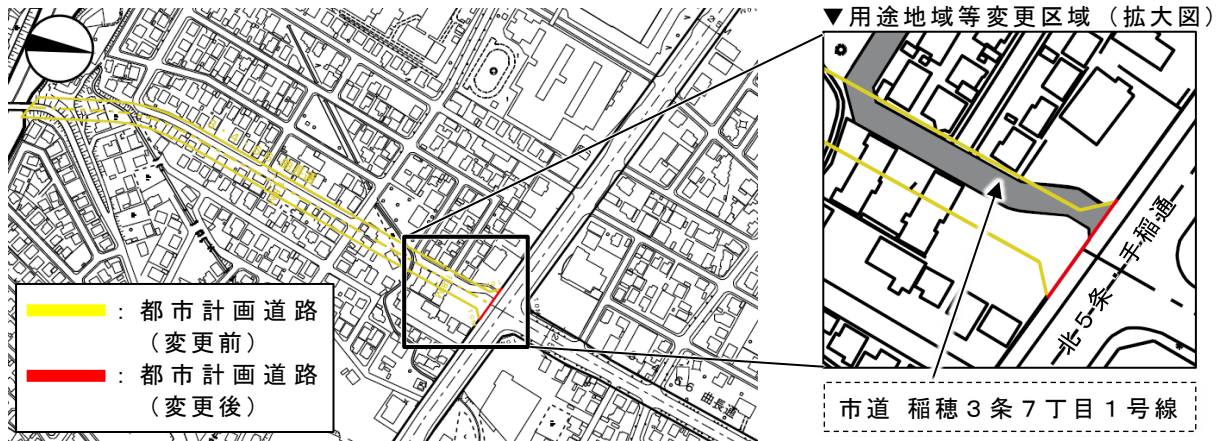 ▼用途地域等変更区域（拡大図）
：都市計画道路
（変更前）
：都市計画道路
（変更後）
曲長通
北5条・手稲通
市道 稲穂3条7丁目1号線